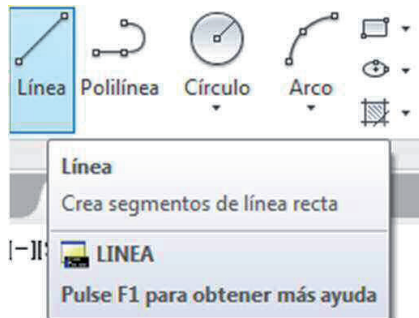 Línea Polilínea Círculo Arco
Línea
Crea segmentos de línea recta
[-][
LINEA
Pulse F1 para obtener más ayuda